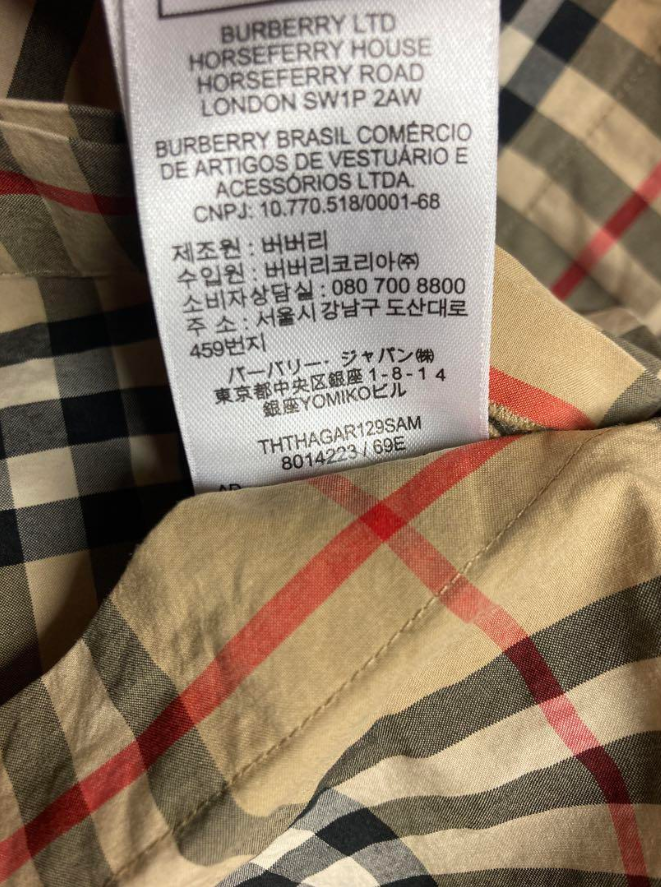 BURBERRY LTD
HORSEFERRY HOUSE
HORSEFERRY ROAD
LONDON SW1P 2AW
BURBERRY BRASIL COMÉRCIO
DE ARTIGOS DE VESTUÁRIO E
ACESSÓRIOS LTDA.
CNPJ: 10.770.518/0001-68
제조원 : 버버리
수입원 : 버버리코리아㈜
소비자상담실 : 080 700 8800
주 소 : 서울시 강남구 도산대로
459번지
バーバリー・ジャパン㈱
東京都中央区銀座1-8-14
銀座YOMIKOビル
THTHAGAR129SAM
8014223 / 69E